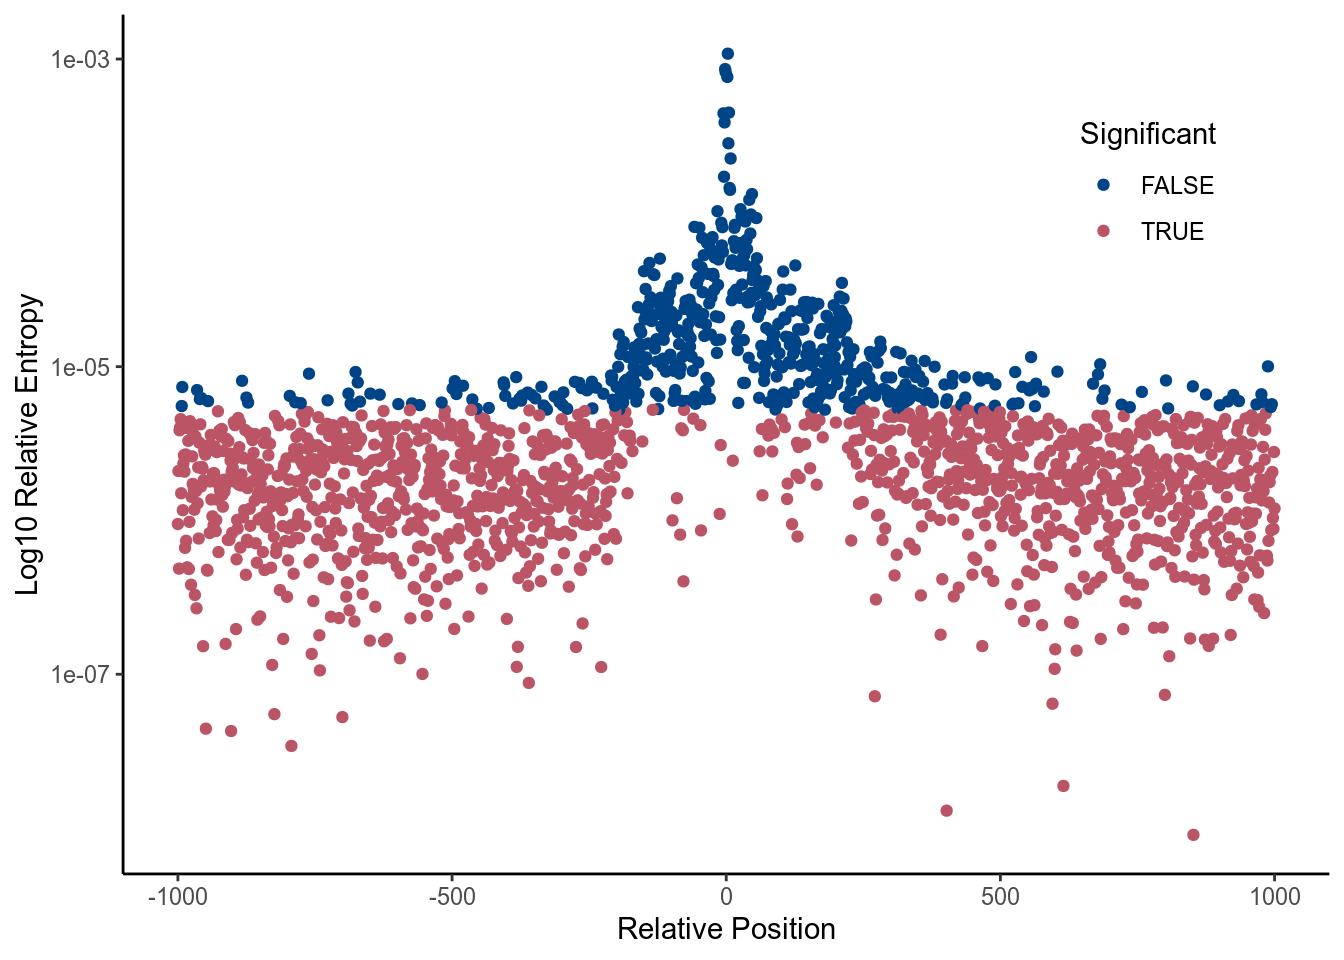 1e-03
1e-05
1e-07
Log10 Relative Entropy
-1000
-500
0
500
1000
Relative Position
Significant
FALSE
TRUE